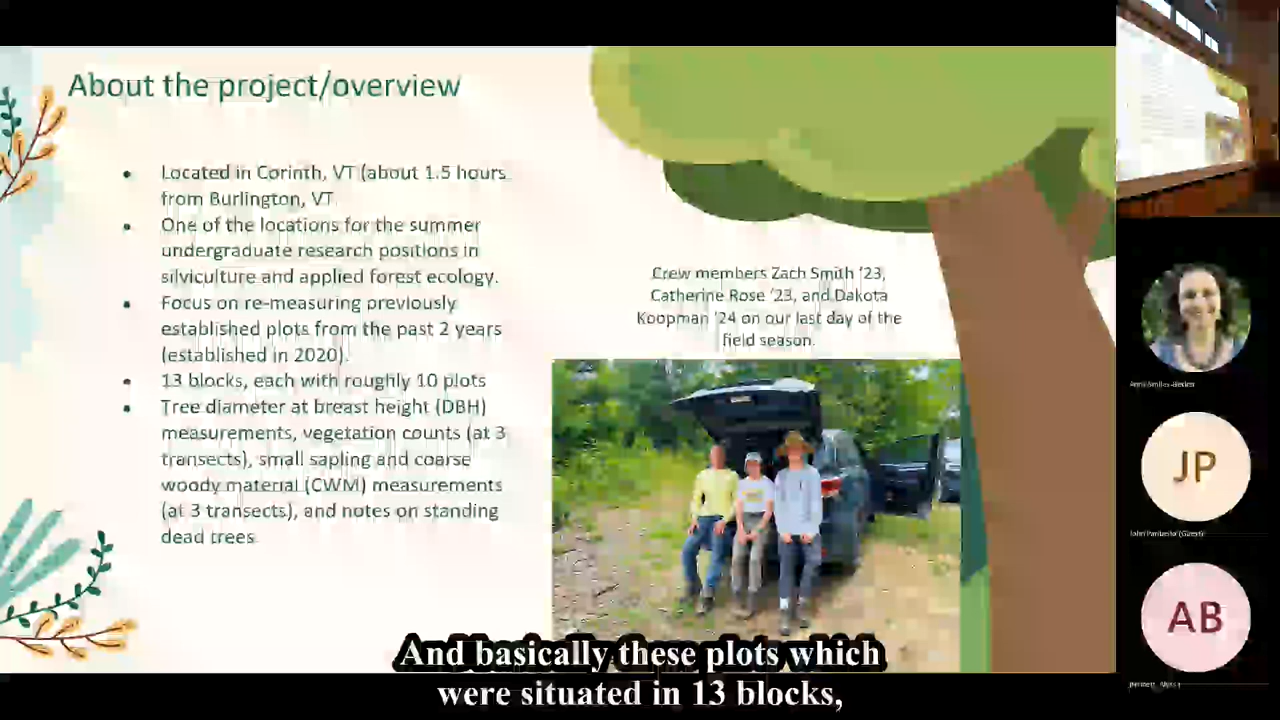 About the project/overview
Located in Corinth, VT (about 1.5 hours
from Burlington, VT
One of the locations for the summer
undergraduate research positions in
silviculture and applied forest ecology.
Focus on re-measuring previously
established plots from the past 2 years
(established in 2020).
13 blocks, each with roughly 10 plots
Tree diameter at breast height (DBH)
measurements, vegetation counts (at 3
transects), small sapling and coarse
woody material (CWM) measurements
(at 3 transects), and notes on standing
dead trees
Crew members Zach Smith '23,
Catherine Rose '23, and Dakota
Koopman '24 on our last day of the
field season.
JP
(Guest)
AB
And basically these plots which
were situated in 13 blocks,